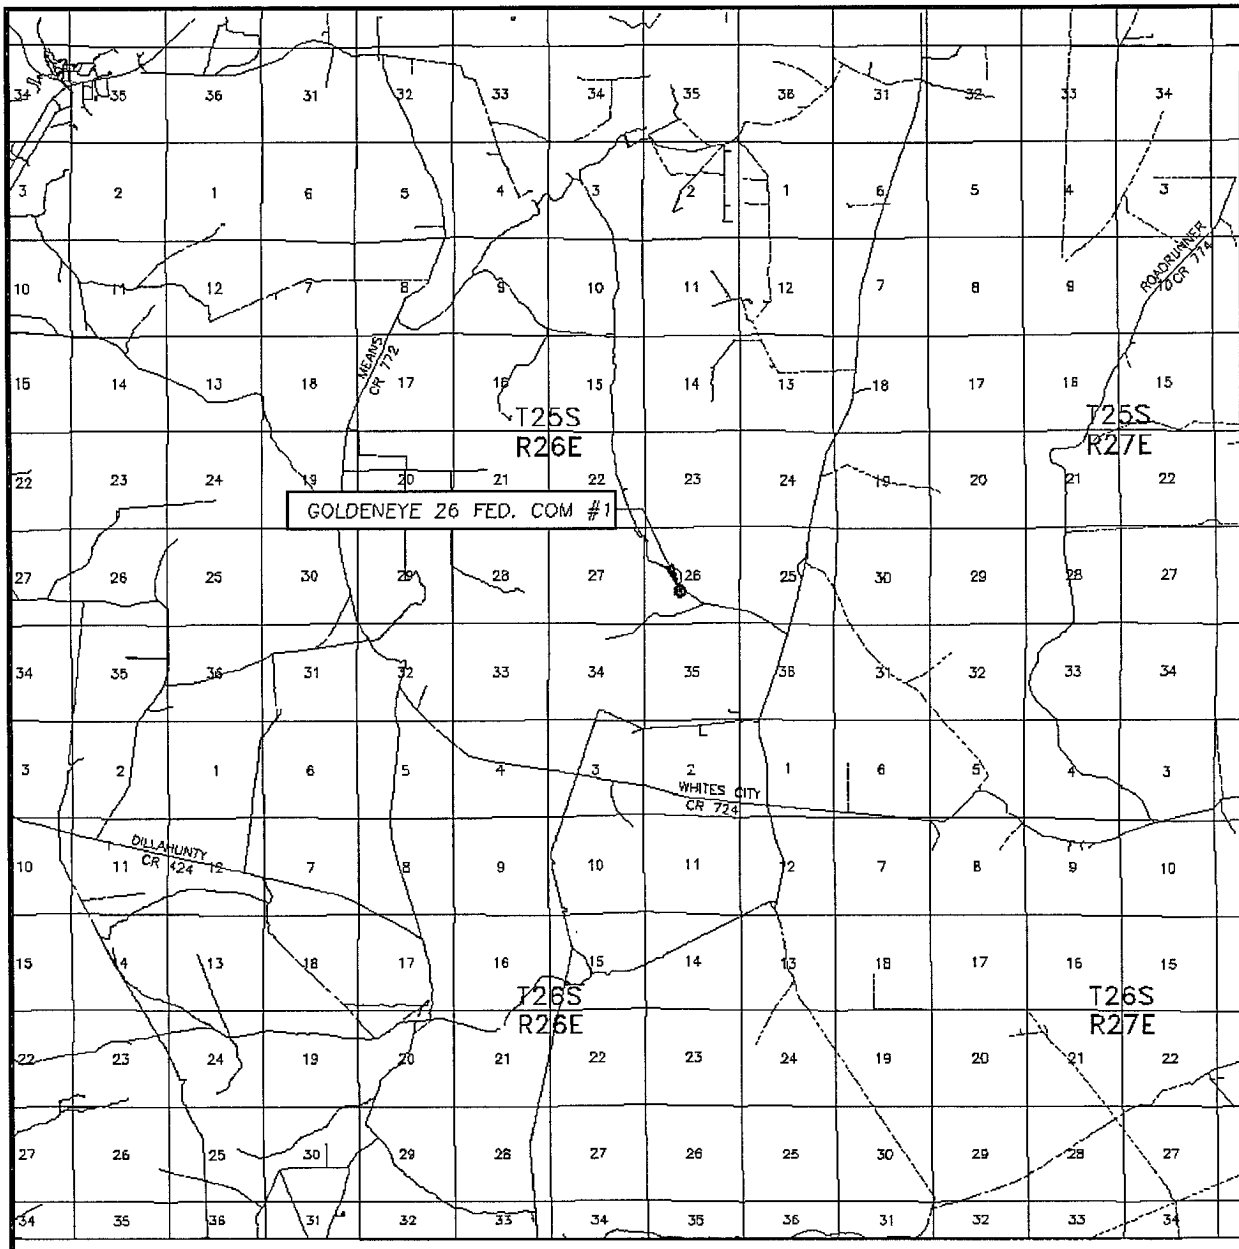 34 35 36 31 32 33 34 35 36 31 32 33 34
3 2 1 6 5 4 3 2 1 6 5 4 3
10 11 12 7 8 9 10 11 12 7 8 9 10
ROADRUNNER
CR 774
MEANS
CR 772
15 14 13 18 17 16 15 14 13 18 17 16 15
T25S
R26E
T25S
R27E
22 23 24 19 20 21 22 23 24 19 20 21 22
GOLDENEYE 26 FED. COM #1
27 26 25 30 29 28 27 26 25 30 29 28 27
34 35 36 31 32 33 34 35 36 31 32 33 34
3 2 1 6 5 4 3 2 1 6 5 4 3
WHITES CITY
CR 724
DILLAHUNTY
CR 424
10 11 12 7 8 9 10 11 12 7 8 9 10
15 14 13 18 17 16 15 14 13 18 17 16 15
T26S
R26E
T26S
R27E
22 23 24 19 20 21 22 23 24 19 20 21 22
27 26 25 30 29 28 27 26 25 30 29 28 27
34 35 36 31 32 33 34 35 36 31 32 33 34